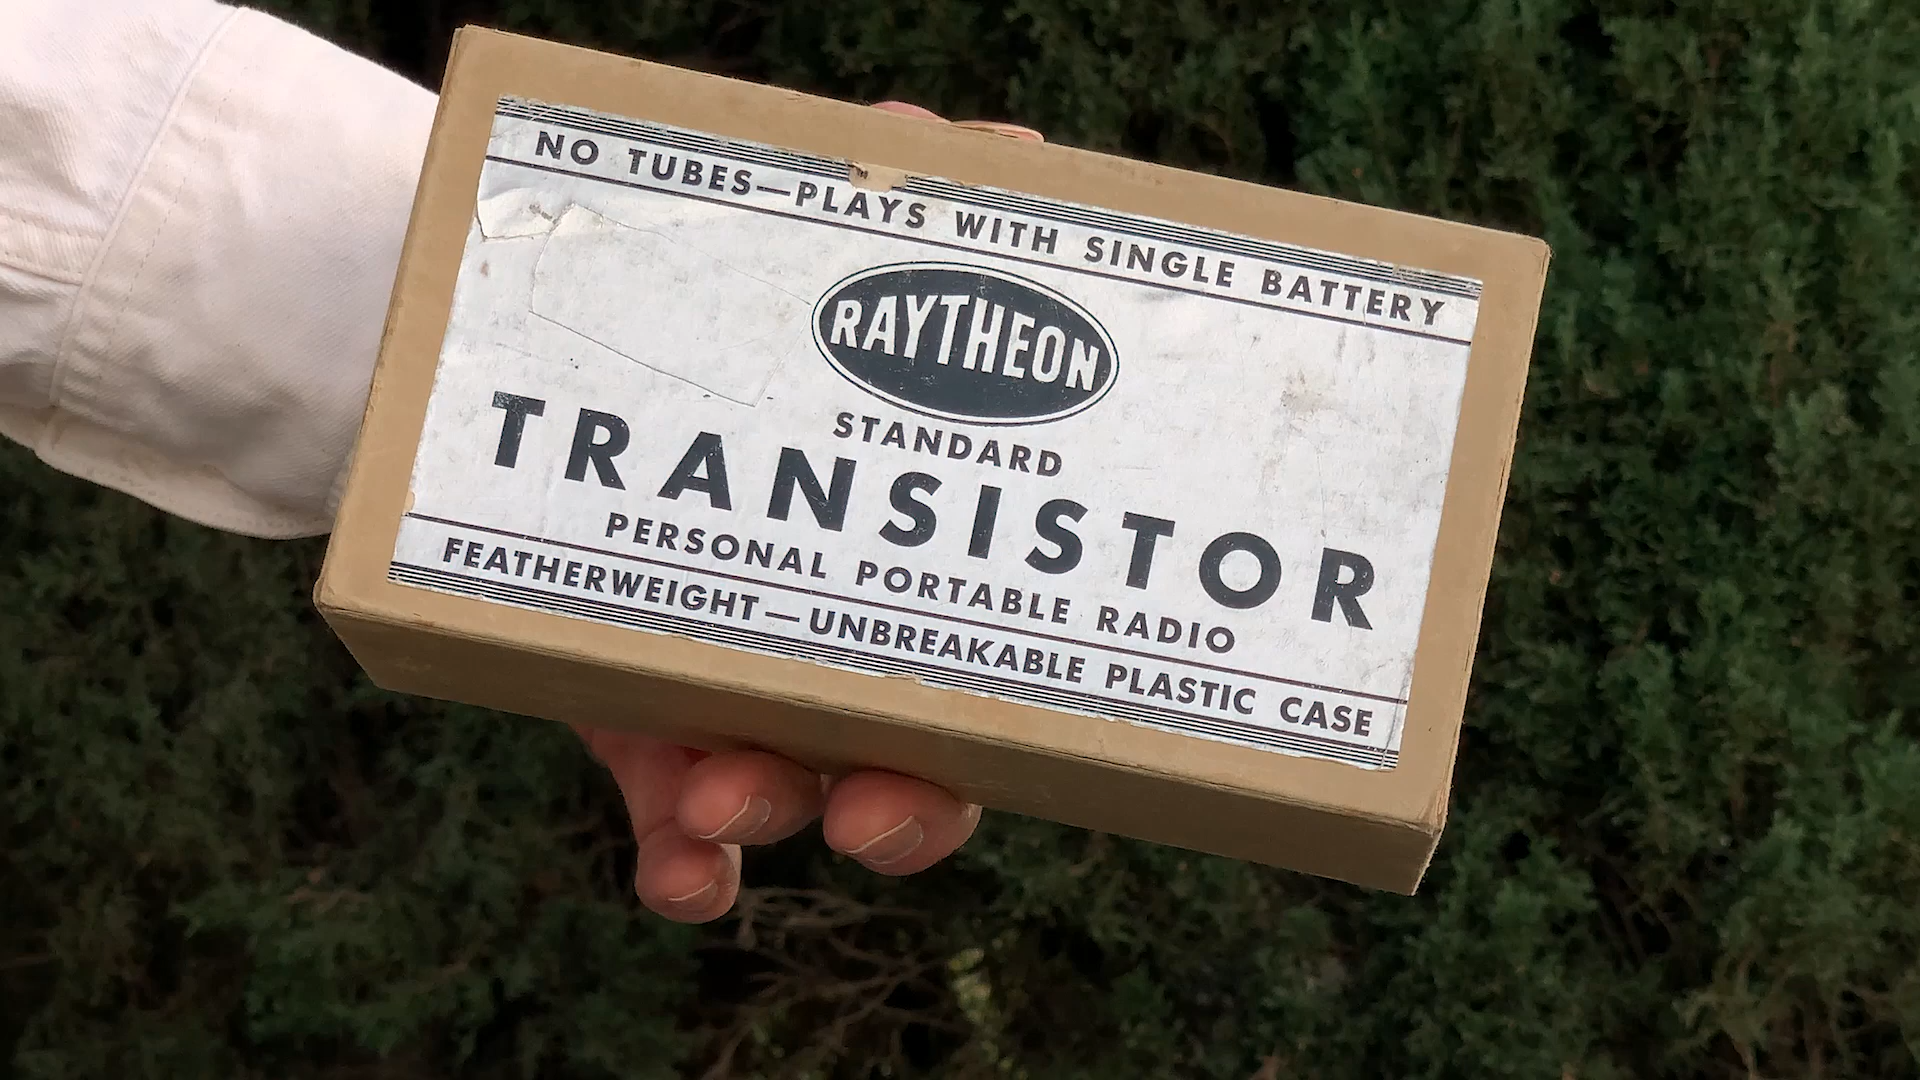 NO TUBES—PLAYS WITH SINGLE BATTERY
RAYTHEON
STANDARD
TRANSISTOR
PERSONAL PORTABLE RADIO
FEATHERWEIGHT—UNBREAKABLE PLASTIC CASE